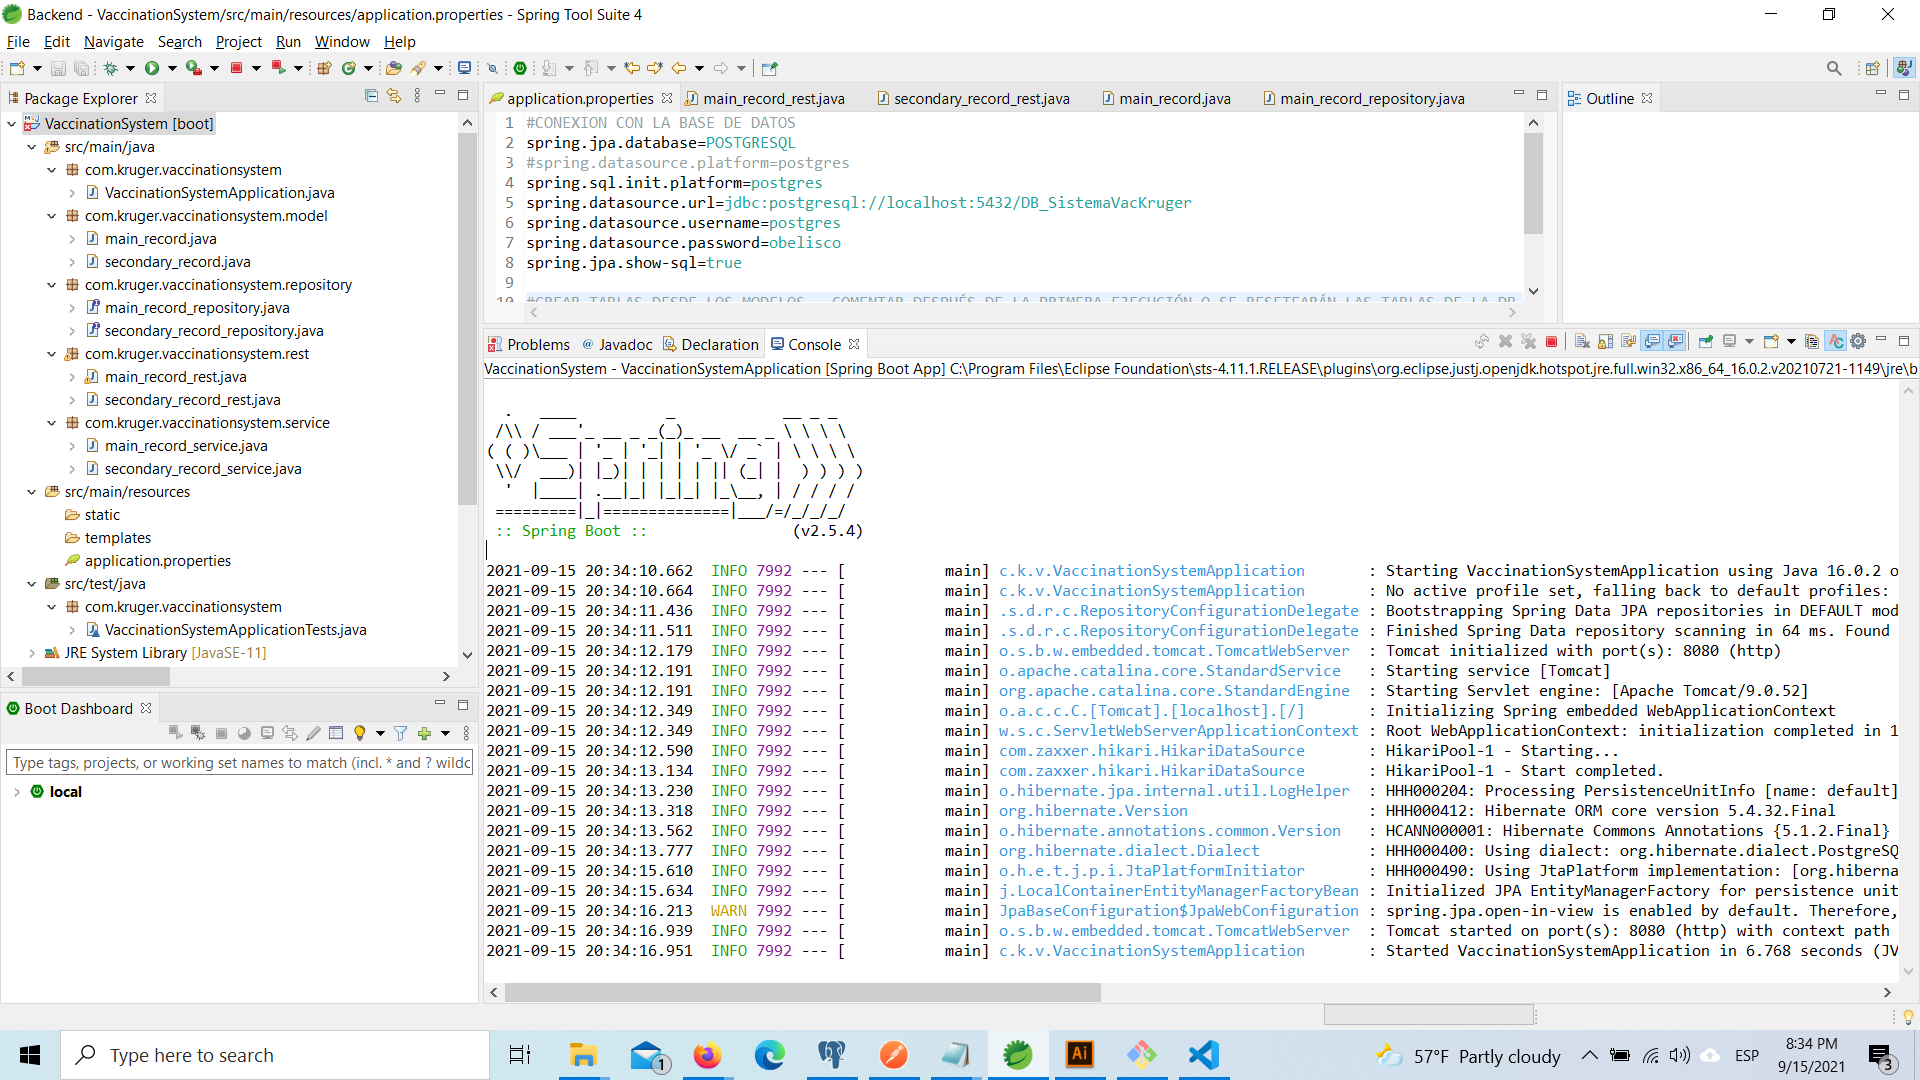 Backend - VaccinationSystem/src/main/resources/application.properties - Spring Tool Suite 4
File Edit Navigate Search Project Run Window Help
Package Explorer
VaccinationSystem [boot]
src/main/java
com.kruger.vaccinationsystem
VaccinationSystemApplication.java
com.kruger.vaccinationsystem.model
main_record.java
secondary_record.java
com.kruger.vaccinationsystem.repository
main_record_repository.java
secondary_record_repository.java
com.kruger.vaccinationsystem.rest
main_record_rest.java
secondary_record_rest.java
com.kruger.vaccinationsystem.service
main_record_service.java
secondary_record_service.java
src/main/resources
static
templates
application.properties
src/test/java
com.kruger.vaccinationsystem
VaccinationSystemApplicationTests.java
JRE System Library [JavaSE-11]
Boot Dashboard
Type tags, projects, or working set names to match (incl. * and ? wildc
local
application.properties main_record_rest.java secondary_record_rest.java main_record.java main_record_repository.java
1 #CONEXION CON LA BASE DE DATOS
2 spring.jpa.database=POSTGRESQL
3 #spring.datasource.platform=postgres
4 spring.sql.init.platform=postgres
5 spring.datasource.url=jdbc:postgresql://localhost:5432/DB_SistemaVacKruger
6 spring.datasource.username=postgres
7 spring.datasource.password=obelisco
8 spring.jpa.show-sql=true
9
10 #CREAR TABLAS DESDE LOS MODELOS - COMENTAR DESPUÉS DE LA PRIMERA EJECUCIÓN O SE RESETEARÁN LAS TABLAS DE LA DB
Outline
Problems Javadoc Declaration Console
VaccinationSystem - VaccinationSystemApplication [Spring Boot App] C:\Program Files\Eclipse Foundation\sts-4.11.1.RELEASE\plugins\org.eclipse.justj.openjdk.hotspot.jre.full.win32.x86_64_16.0.2.v20210721-1149\jre\b
Spring
:: Spring Boot :: (v2.5.4)
2021-09-15 20:34:10.662 INFO 7992 --- [ main] c.k.v.VaccinationSystemApplication : Starting VaccinationSystemApplication using Java 16.0.2 o
2021-09-15 20:34:10.664 INFO 7992 --- [ main] c.k.v.VaccinationSystemApplication : No active profile set, falling back to default profiles:
2021-09-15 20:34:11.436 INFO 7992 --- [ main] .s.d.r.c.RepositoryConfigurationDelegate : Bootstrapping Spring Data JPA repositories in DEFAULT mod
2021-09-15 20:34:11.511 INFO 7992 --- [ main] .s.d.r.c.RepositoryConfigurationDelegate : Finished Spring Data repository scanning in 64 ms. Found
2021-09-15 20:34:12.179 INFO 7992 --- [ main] o.s.b.w.embedded.tomcat.TomcatWebServer : Tomcat initialized with port(s): 8080 (http)
2021-09-15 20:34:12.191 INFO 7992 --- [ main] o.apache.catalina.core.StandardService : Starting service [Tomcat]
2021-09-15 20:34:12.191 INFO 7992 --- [ main] org.apache.catalina.core.StandardEngine : Starting Servlet engine: [Apache Tomcat/9.0.52]
2021-09-15 20:34:12.349 INFO 7992 --- [ main] o.a.c.c.C.[Tomcat].[localhost].[/] : Initializing Spring embedded WebApplicationContext
2021-09-15 20:34:12.349 INFO 7992 --- [ main] w.s.c.ServletWebServerApplicationContext : Root WebApplicationContext: initialization completed in 1
2021-09-15 20:34:12.590 INFO 7992 --- [ main] com.zaxxer.hikari.HikariDataSource : HikariPool-1 - Starting...
2021-09-15 20:34:13.134 INFO 7992 --- [ main] com.zaxxer.hikari.HikariDataSource : HikariPool-1 - Start completed.
2021-09-15 20:34:13.230 INFO 7992 --- [ main] o.hibernate.jpa.internal.util.LogHelper : HHH000204: Processing PersistenceUnitInfo [name: default]
2021-09-15 20:34:13.318 INFO 7992 --- [ main] org.hibernate.Version : HHH000412: Hibernate ORM core version 5.4.32.Final
2021-09-15 20:34:13.562 INFO 7992 --- [ main] o.hibernate.annotations.common.Version : HCANN000001: Hibernate Commons Annotations {5.1.2.Final}
2021-09-15 20:34:13.777 INFO 7992 --- [ main] org.hibernate.dialect.Dialect : HHH000400: Using dialect: org.hibernate.dialect.PostgreSQ
2021-09-15 20:34:15.610 INFO 7992 --- [ main] o.h.e.t.j.p.i.JtaPlatformInitiator : HHH000490: Using JtaPlatform implementation: [org.hiberna
2021-09-15 20:34:15.634 INFO 7992 --- [ main] j.LocalContainerEntityManagerFactoryBean : Initialized JPA EntityManagerFactory for persistence unit
2021-09-15 20:34:16.213 WARN 7992 --- [ main] JpaBaseConfiguration$JpaWebConfiguration : spring.jpa.open-in-view is enabled by default. Therefore,
2021-09-15 20:34:16.939 INFO 7992 --- [ main] o.s.b.w.embedded.tomcat.TomcatWebServer : Tomcat started on port(s): 8080 (http) with context path
2021-09-15 20:34:16.951 INFO 7992 --- [ main] c.k.v.VaccinationSystemApplication : Started VaccinationSystemApplication in 6.768 seconds (JV
Type here to search
1
Ai
57°F Partly cloudy
ESP
8:34 PM
9/15/2021
3